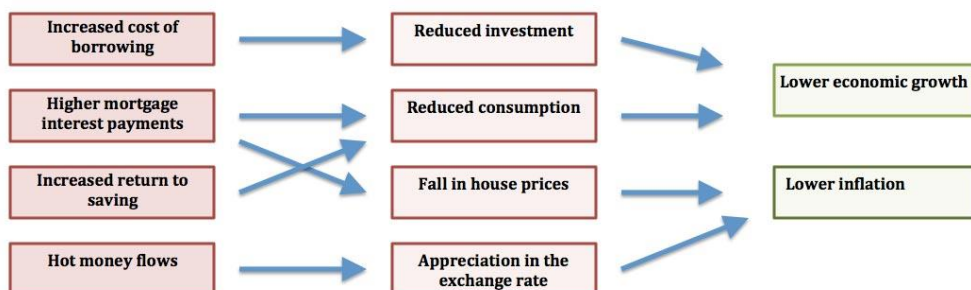 Increased cost of
borrowing
Reduced investment
Lower economic growth
Higher mortgage
interest payments
Reduced consumption
Increased return to
saving
Fall in house prices
Lower inflation
Hot money flows
Appreciation in the
exchange rate